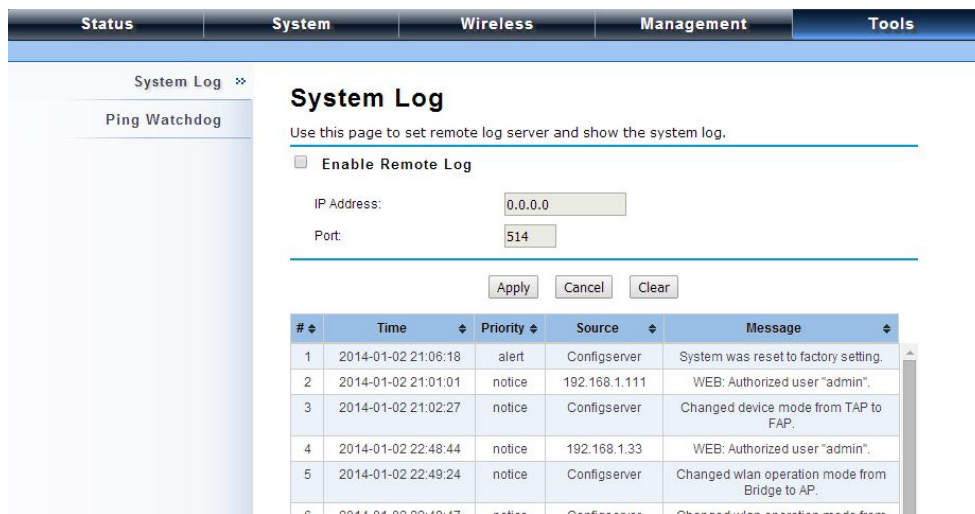 Status System Wireless Management Tools
System Log »
Ping Watchdog
System Log
Use this page to set remote log server and show the system log.
Enable Remote Log
IP Address: 0.0.0.0
Port: 514
Apply Cancel Clear
# Time Priority Source Message
1 2014-01-02 21:06:18 alert Configserver System was reset to factory setting.
2 2014-01-02 21:01:01 notice 192.168.1.111 WEB: Authorized user "admin".
3 2014-01-02 21:02:27 notice Configserver Changed device mode from TAP to
FAP.
4 2014-01-02 22:48:44 notice 192.168.1.33 WEB: Authorized user "admin".
5 2014-01-02 22:49:24 notice Configserver Changed wlan operation mode from
Bridge to AP.